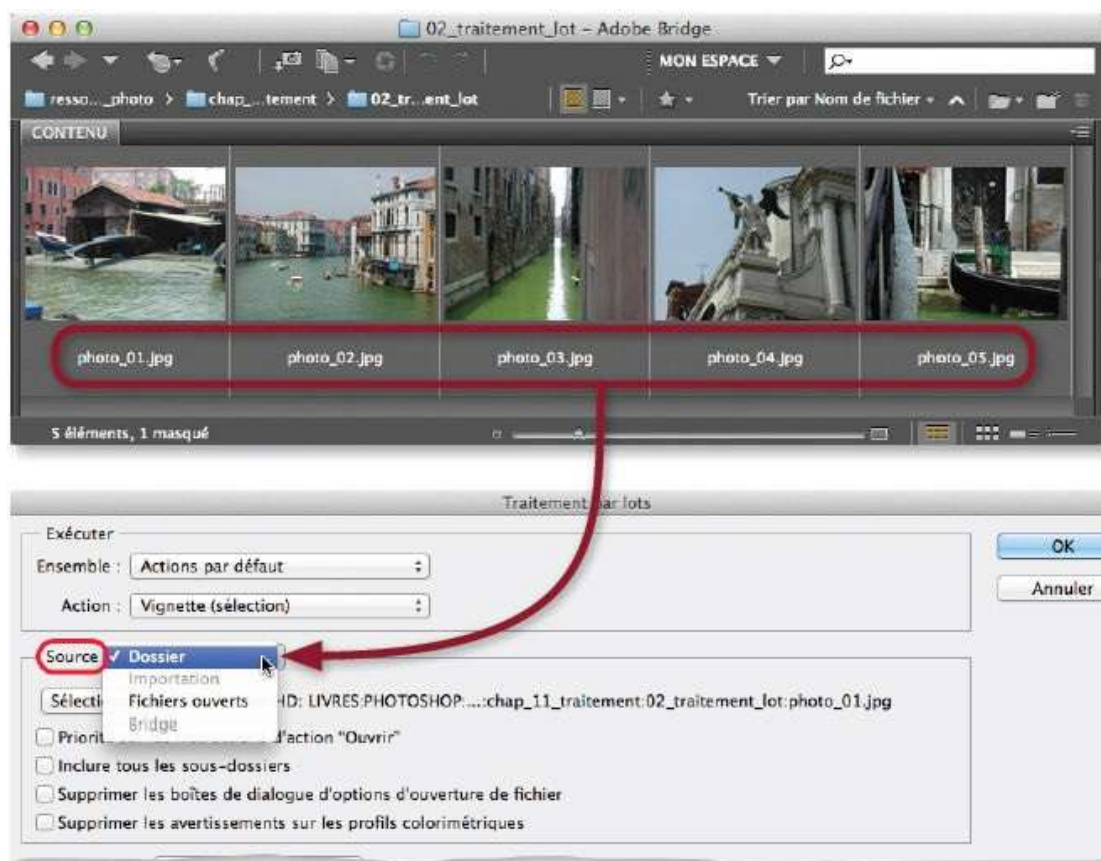 02_traitement_lot - Adobe Bridge
MON ESPACE
resso..._photo > chap_...tement > 02_tr...ent_lot
Trier par Nom de fichier
CONTENU
photo_01.jpg
photo_02.jpg
photo_03.jpg
photo_04.jpg
photo_05.jpg
5 éléments, 1 masqué
Traitement par lots
Exécuter
Ensemble : Actions par défaut
OK
Action : Vignette (sélection)
Annuler
Source ✓ Dossier
Importation
Sélecti
Fichiers ouverts
HD: LIVRES:PHOTOSHOP:...:chap_11_traitement:02_traitement_lot:photo_01.jpg
Bridge
Priorit
d'action "Ouvrir"
Inclure tous les sous-dossiers
Supprimer les boîtes de dialogue d'options d'ouverture de fichier
Supprimer les avertissements sur les profils colorimétriques